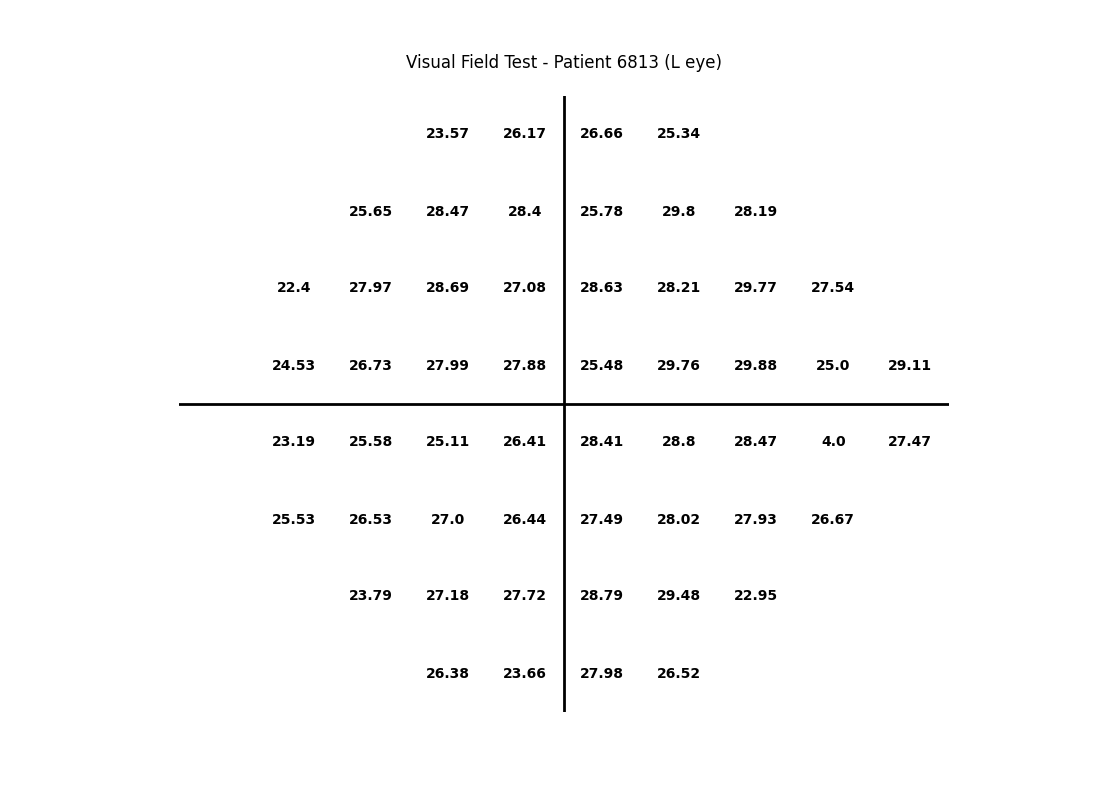 Visual Field Test - Patient 6813 (L eye)
23.57 26.17 26.66 25.34
25.65 28.47 28.4 25.78 29.8 28.19
22.4 27.97 28.69 27.08 28.63 28.21 29.77 27.54
24.53 26.73 27.99 27.88 25.48 29.76 29.88 25.0 29.11
23.19 25.58 25.11 26.41 28.41 28.8 28.47 4.0 27.47
25.53 26.53 27.0 26.44 27.49 28.02 27.93 26.67
23.79 27.18 27.72 28.79 29.48 22.95
26.38 23.66 27.98 26.52